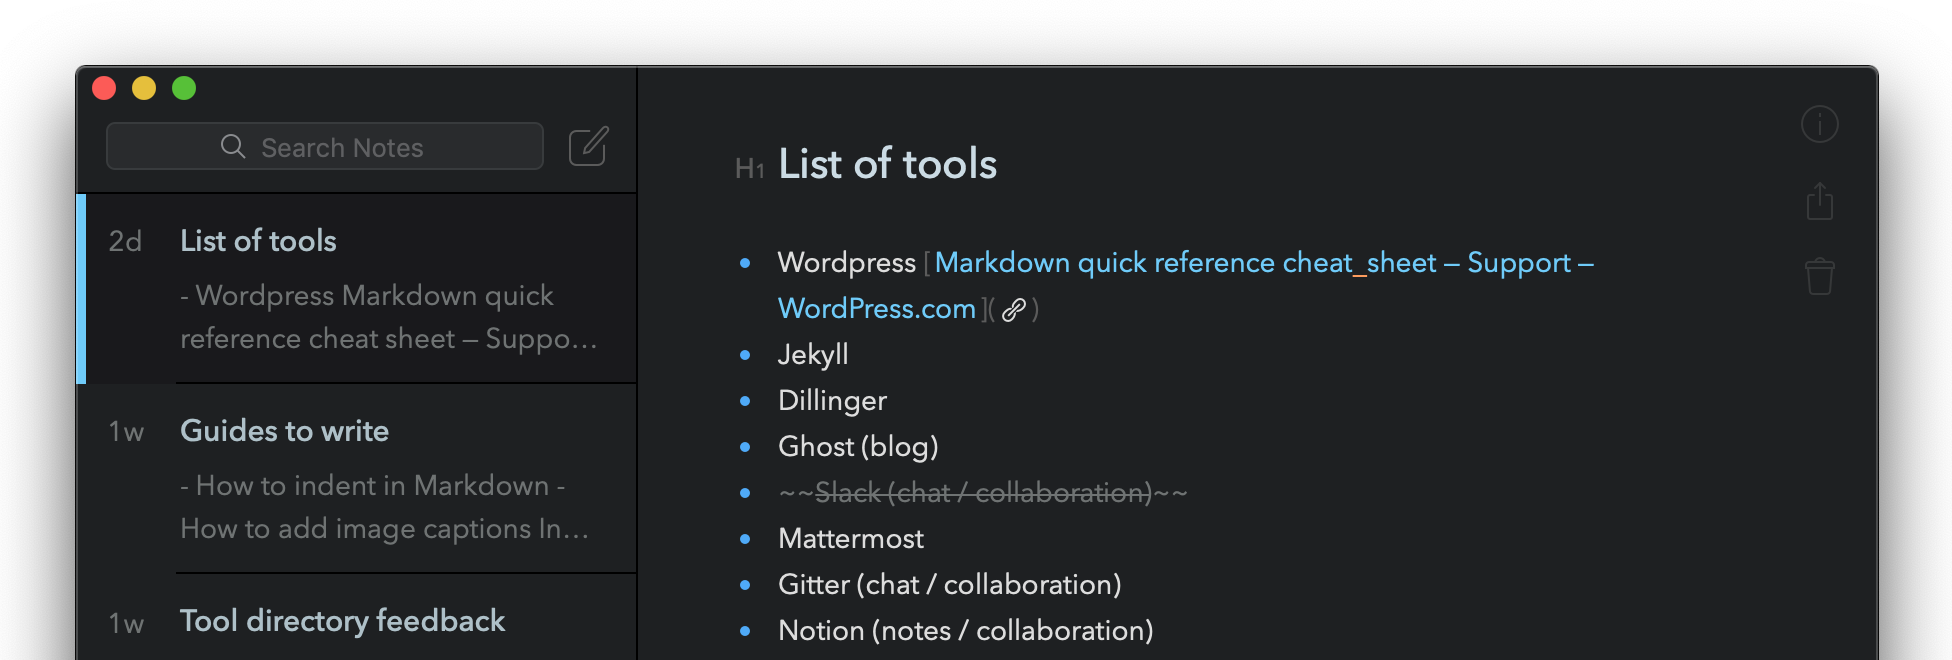 Search Notes
2d
List of tools
- Wordpress Markdown quick
reference cheat sheet – Suppo...
1w
Guides to write
- How to indent in Markdown -
How to add image captions In...
1w
Tool directory feedback
H1 List of tools
• Wordpress [Markdown quick reference cheat_sheet – Support –
WordPress.com]()
• Jekyll
• Dillinger
• Ghost (blog)
• ~~Slack (chat / collaboration)~~
• Mattermost
• Gitter (chat / collaboration)
• Notion (notes / collaboration)